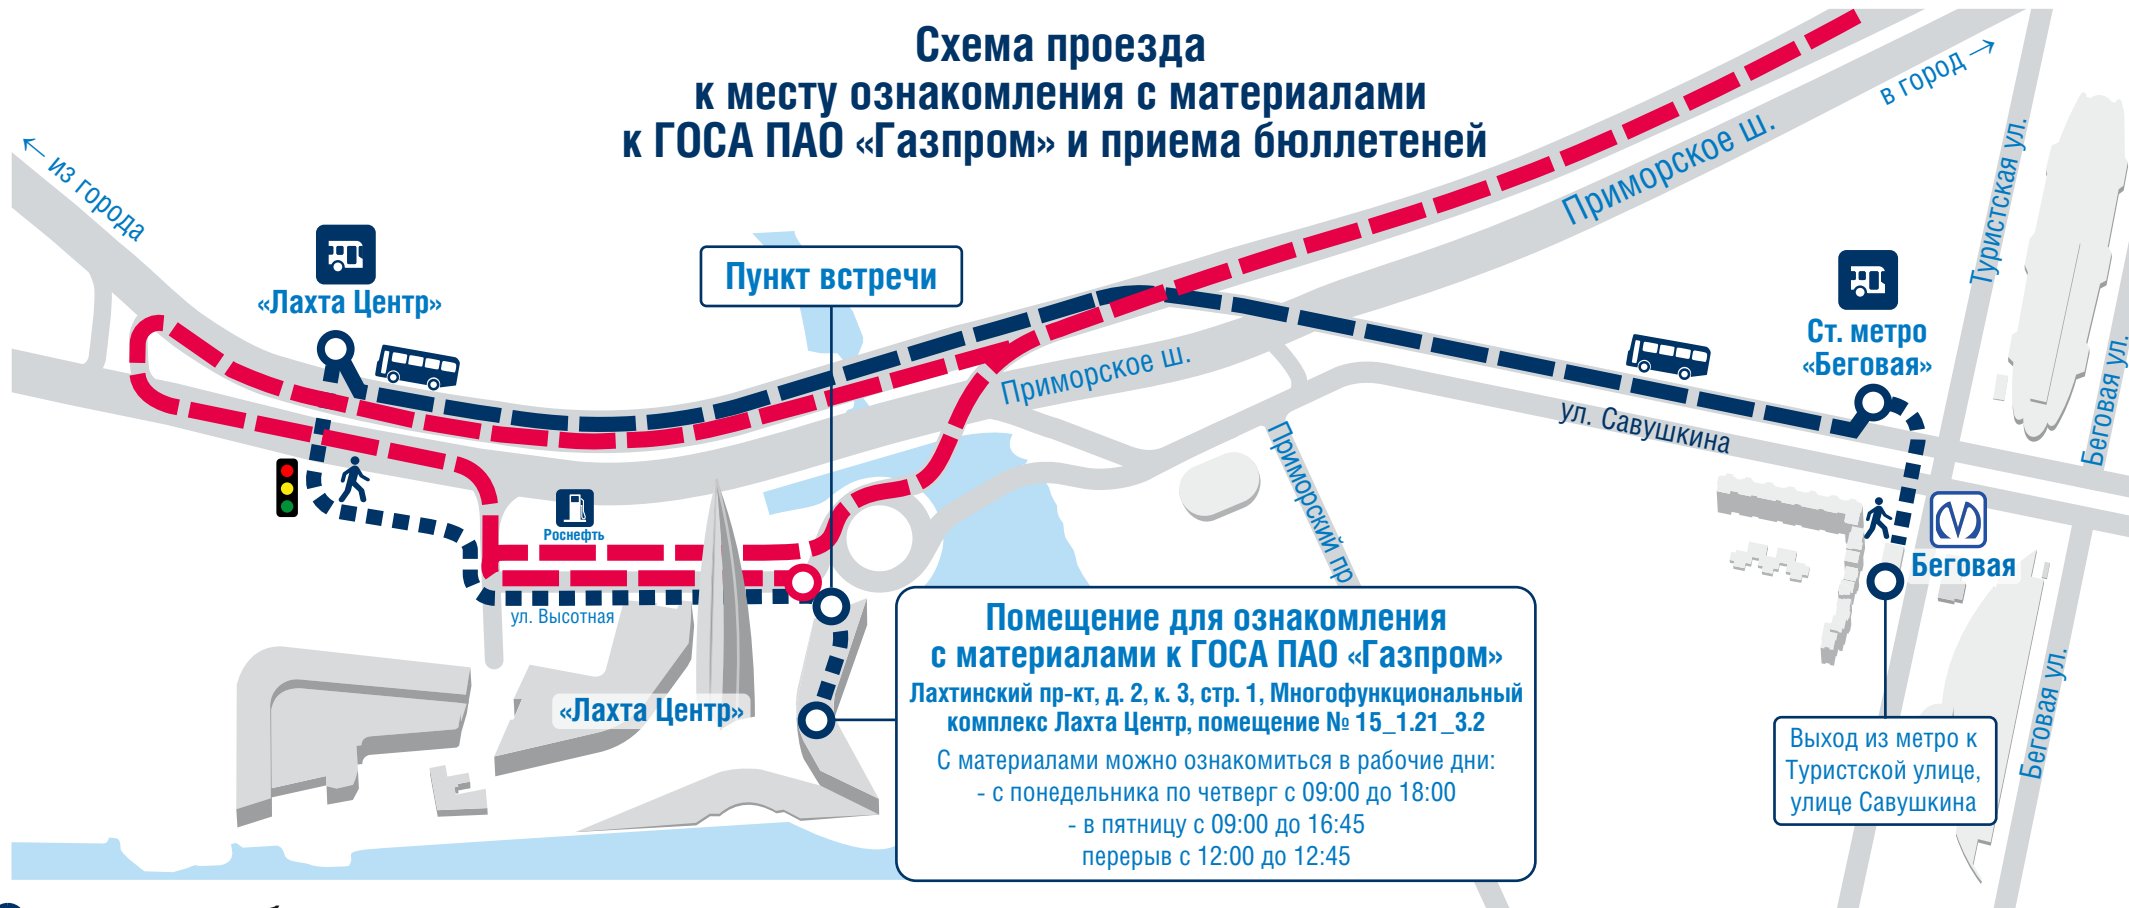 Схема проезда
к месту ознакомления с материалами
к ГОСА ПАО «Газпром» и приема бюллетеней
← из города
в город →
Приморское ш.
Туристская ул.
«Лахта Центр»
Пункт встречи
Ст. метро
«Беговая»
Беговая ул.
Приморское ш.
ул. Савушкина
Приморский пр
Роснефть
Беговая
ул. Высотная
«Лахта Центр»
Помещение для ознакомления
с материалами к ГОСА ПАО «Газпром»
Лахтинский пр-кт, д. 2, к. 3, стр. 1, Многофункциональный
комплекс Лахта Центр, помещение № 15_1.21_3.2
С материалами можно ознакомиться в рабочие дни:
- с понедельника по четверг с 09:00 до 18:00
- в пятницу с 09:00 до 16:45
перерыв с 12:00 до 12:45
Беговая ул.
Выход из метро к
Туристской улице,
улице Савушкина